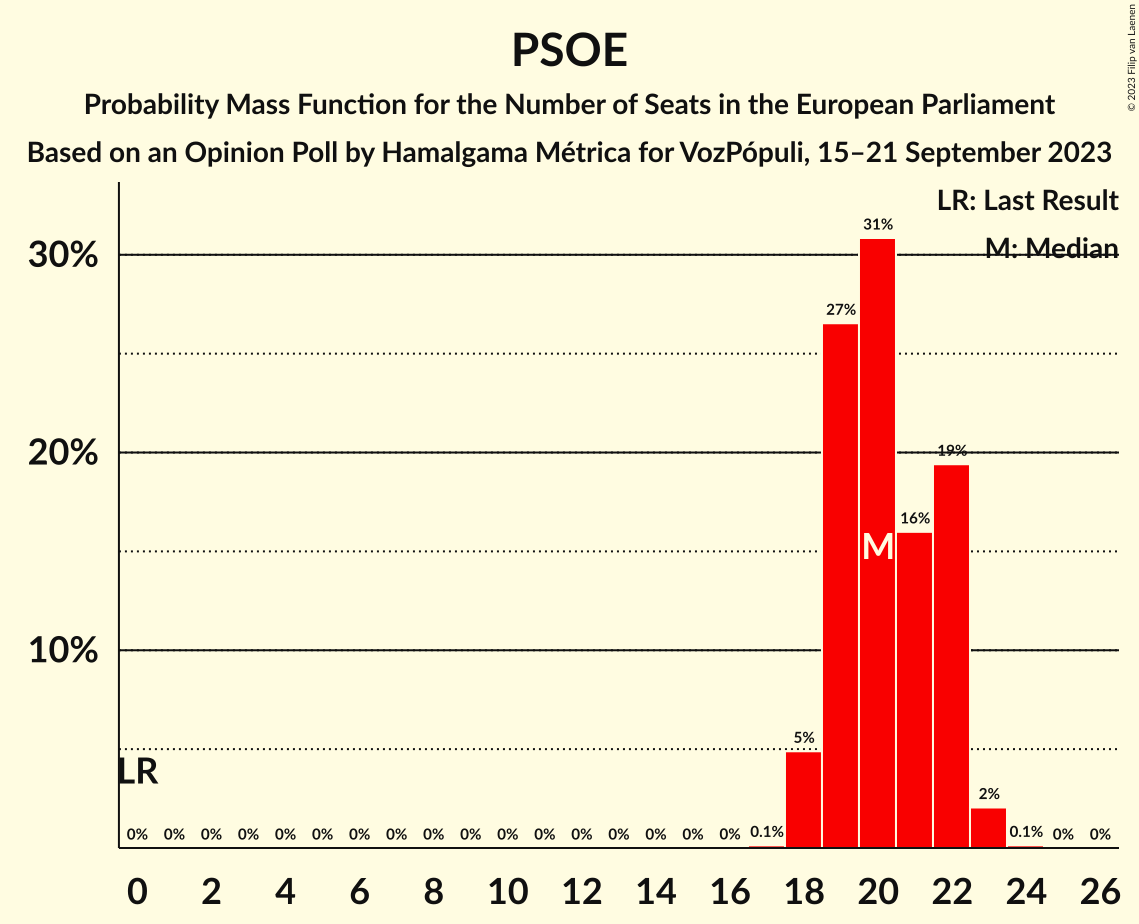 PSOE
Probability Mass Function for the Number of Seats in the European Parliament
Based on an Opinion Poll by Hamalgama Métrica for VozPópuli, 15–21 September 2023
© 2023 Filip van Laenen
LR: Last Result
M: Median
30%
20%
10%
31%
27%
19%
16%
M
5%
LR
2%
0% 0% 0% 0% 0% 0% 0% 0% 0% 0% 0% 0% 0% 0% 0% 0% 0% 0.1% 0.1% 0% 0%
0 2 4 6 8 10 12 14 16 18 20 22 24 26